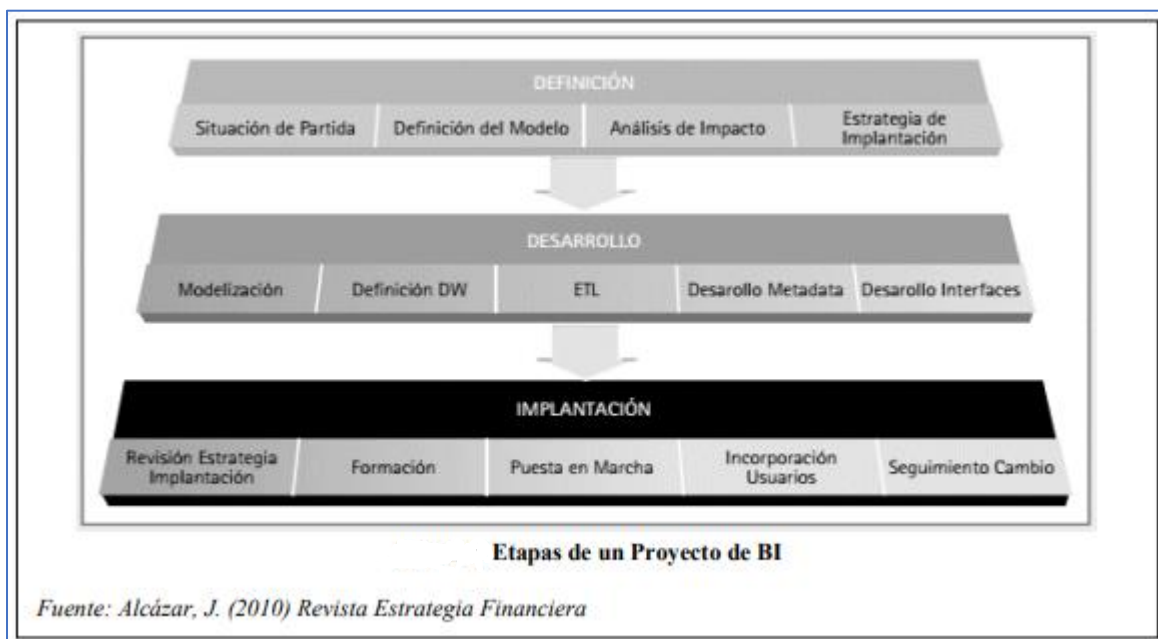 DEFINICIÓN
Situación de Partida
Definición del Modelo
Análisis de Impacto
Estrategia de
Implantación
DESARROLLO
Modelización
Definición DW
ETL
Desarollo Metadata
Desarollo Interfaces
IMPLANTACIÓN
Revisión Estrategia
Implantación
Formación
Puesta en Marcha
Incorporación
Usuarios
Seguimiento Cambio
Etapas de un Proyecto de BI
Fuente: Alcázar, J. (2010) Revista Estrategia Financiera